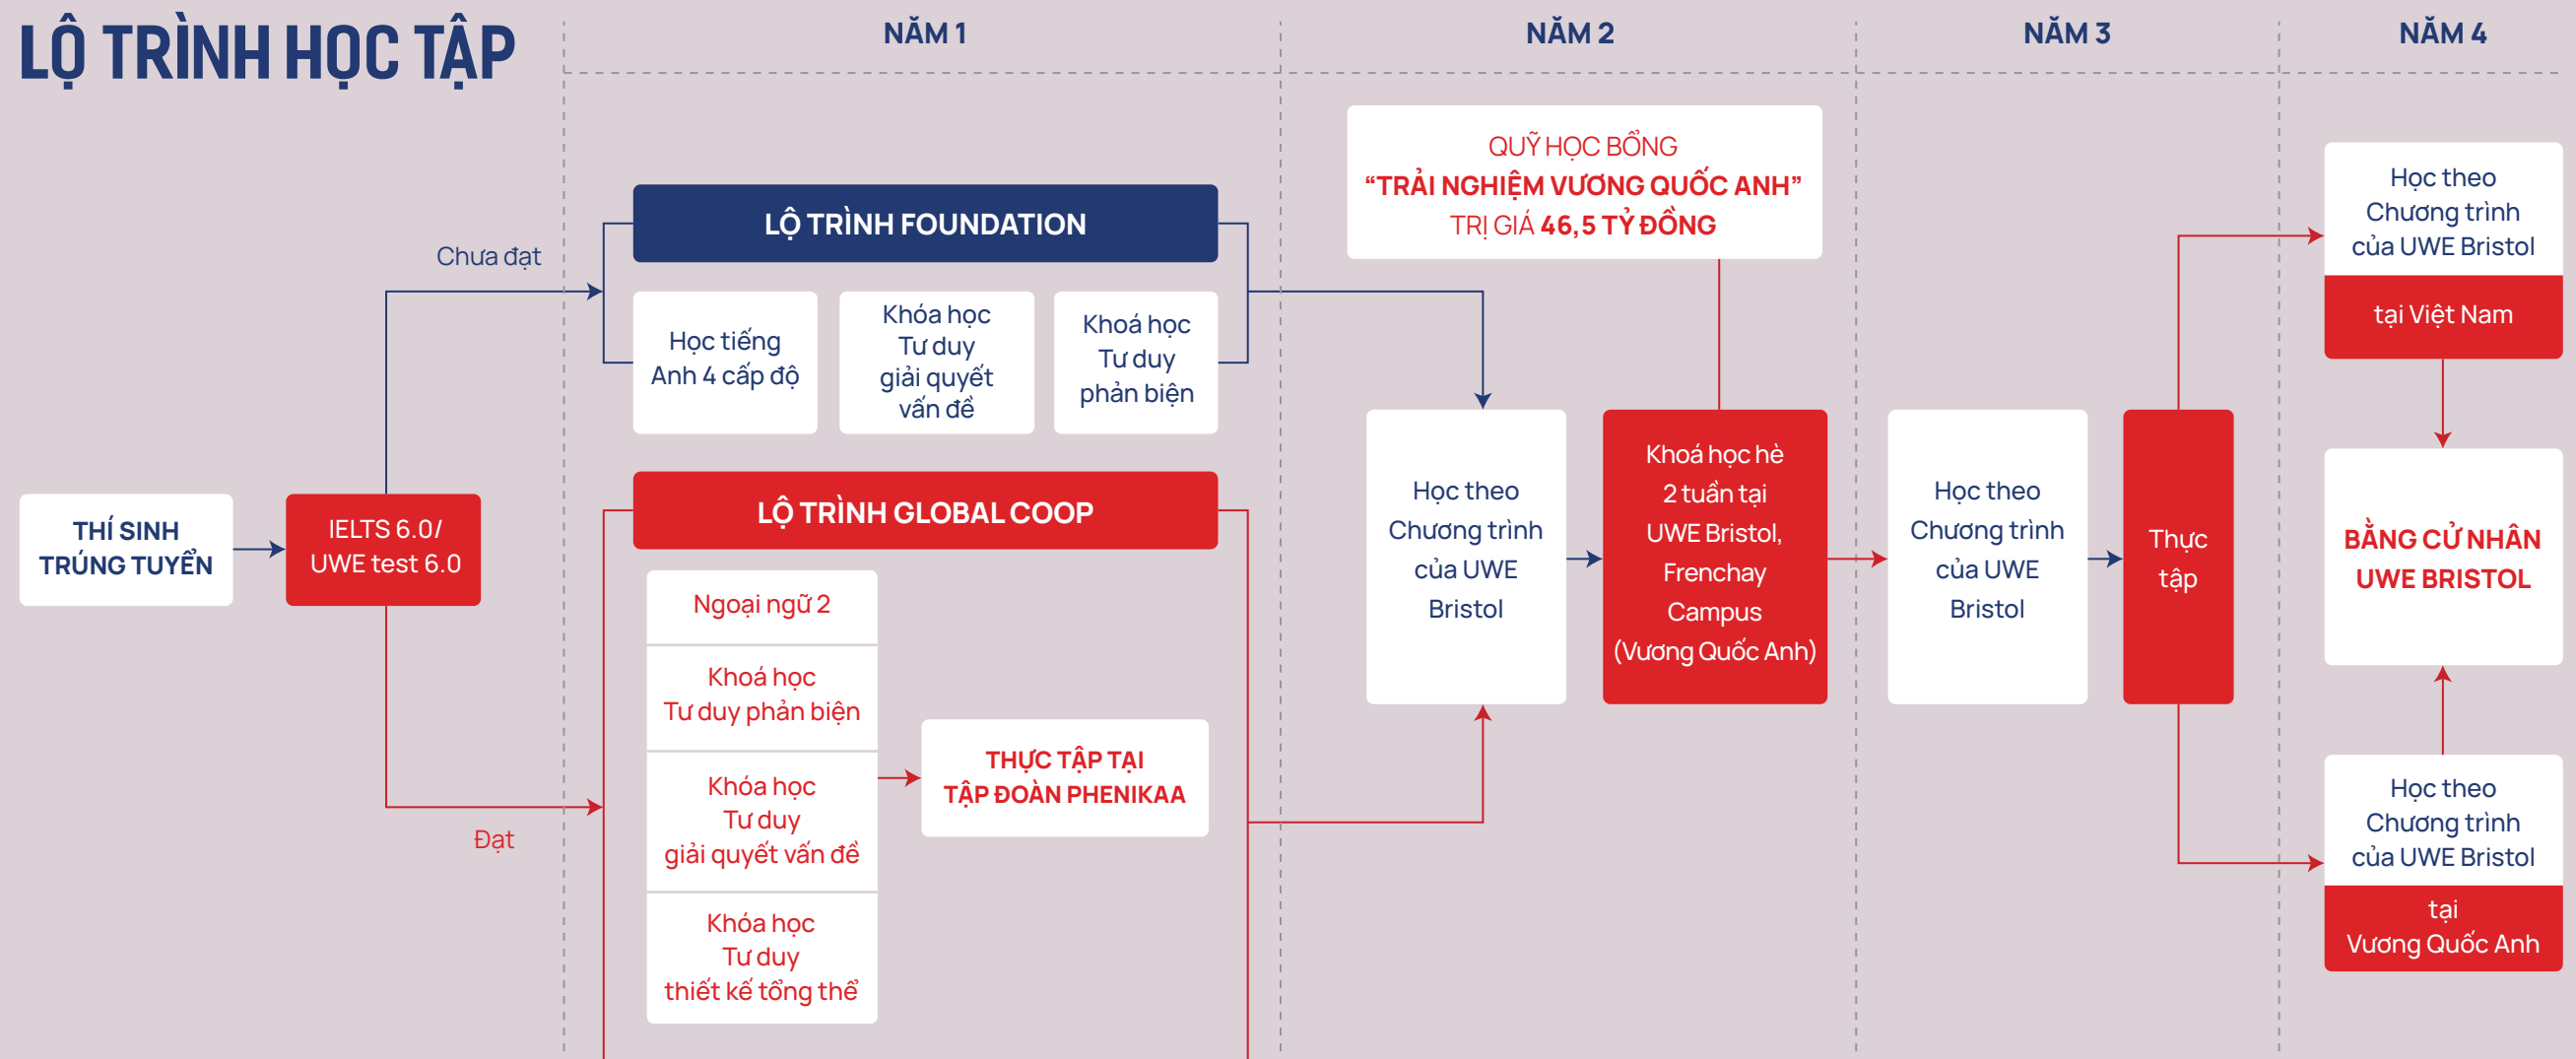 LỘ TRÌNH HỌC TẬP
NĂM 1
NĂM 2
NĂM 3
NĂM 4
THÍ SINH
TRÚNG TUYỂN
IELTS 6.0/
UWE test 6.0
Chưa đạt
Đạt
LỘ TRÌNH FOUNDATION
Học tiếng
Anh 4 cấp độ
Khóa học
Tư duy
giải quyết
vấn đề
Khoá học
Tư duy
phản biện
LỘ TRÌNH GLOBAL COOP
Ngoại ngữ 2
Khoá học
Tư duy phản biện
Khóa học
Tư duy
giải quyết vấn đề
Khóa học
Tư duy
thiết kế tổng thể
THỰC TẬP TẠI
TẬP ĐOÀN PHENIKAA
QUỸ HỌC BỔNG
“TRẢI NGHIỆM VƯƠNG QUỐC ANH”
TRỊ GIÁ 46,5 TỶ ĐỒNG
Học theo
Chương trình
của UWE
Bristol
Khoá học hè
2 tuần tại
UWE Bristol,
Frenchay
Campus
(Vương Quốc Anh)
Học theo
Chương trình
của UWE
Bristol
Thực
tập
Học theo
Chương trình
của UWE Bristol
tại Việt Nam
BẰNG CỬ NHÂN
UWE BRISTOL
Học theo
Chương trình
của UWE Bristol
tại
Vương Quốc Anh